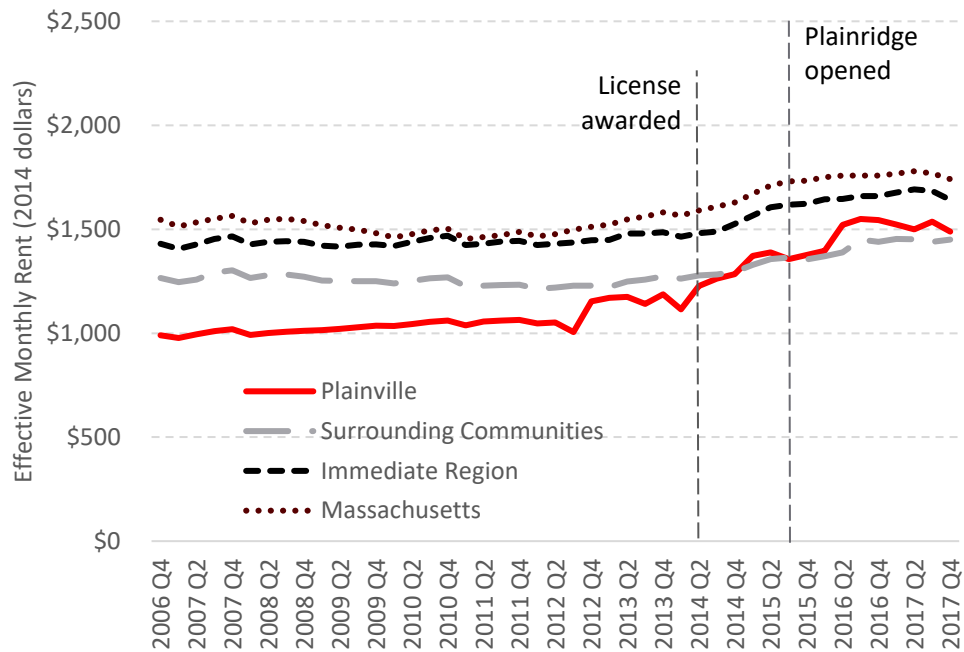 $2,500
$2,000
$1,500
$1,000
$500
$0
Effective Monthly Rent (2014 dollars)
License
awarded
Plainridge
opened
Plainville
Surrounding Communities
Immediate Region
Massachusetts
2006 Q4
2007 Q2
2007 Q4
2008 Q2
2008 Q4
2009 Q2
2009 Q4
2010 Q2
2010 Q4
2011 Q2
2011 Q4
2012 Q2
2012 Q4
2013 Q2
2013 Q4
2014 Q2
2014 Q4
2015 Q2
2015 Q4
2016 Q2
2016 Q4
2017 Q2
2017 Q4